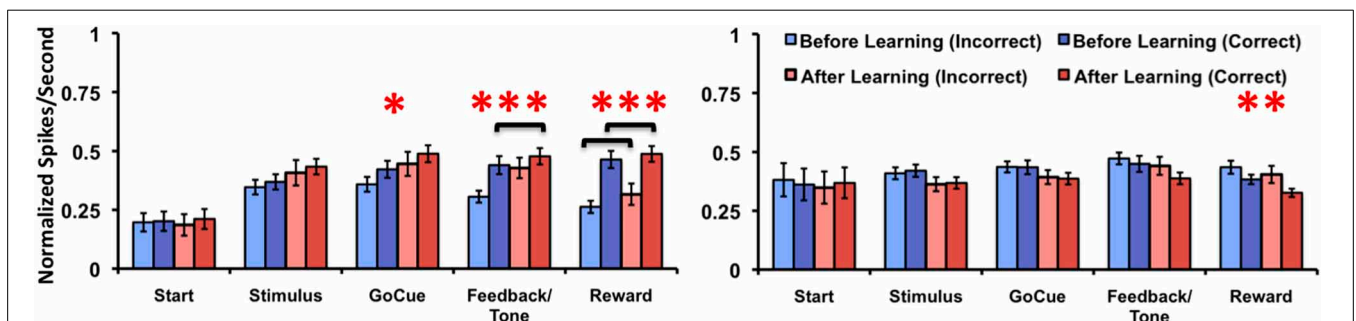 Normalized Spikes/Second
1
0.75
0.5
0.25
0
*
***
***
Start
Stimulus
GoCue
Feedback/
Tone
Reward
1
0.75
0.5
0.25
0
Before Learning (Incorrect)
Before Learning (Correct)
After Learning (Incorrect)
After Learning (Correct)
**
Start
Stimulus
GoCue
Feedback/
Tone
Reward